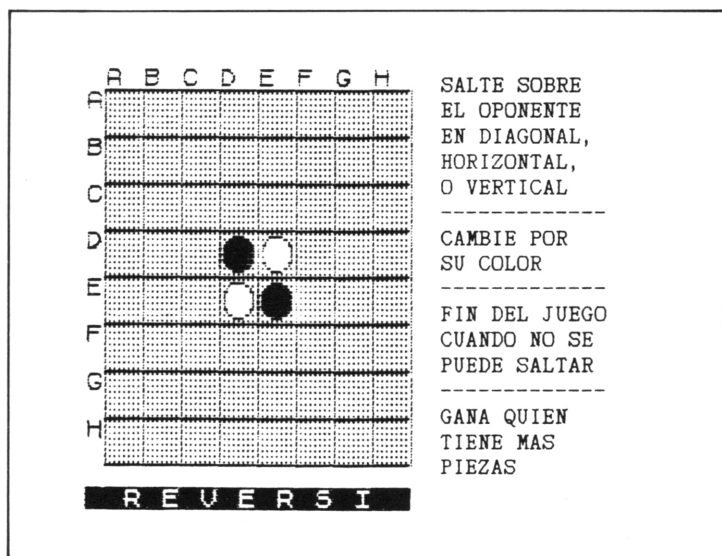 A B C D E F G H
A
B
C
D
E
F
G
H
SALTE SOBRE
EL OPONENTE
EN DIAGONAL,
HORIZONTAL,
O VERTICAL
-------------
CAMBIE POR
SU COLOR
-------------
FIN DEL JUEGO
CUANDO NO SE
PUEDE SALTAR
-------------
GANA QUIEN
TIENE MAS
PIEZAS
R E V E R S I